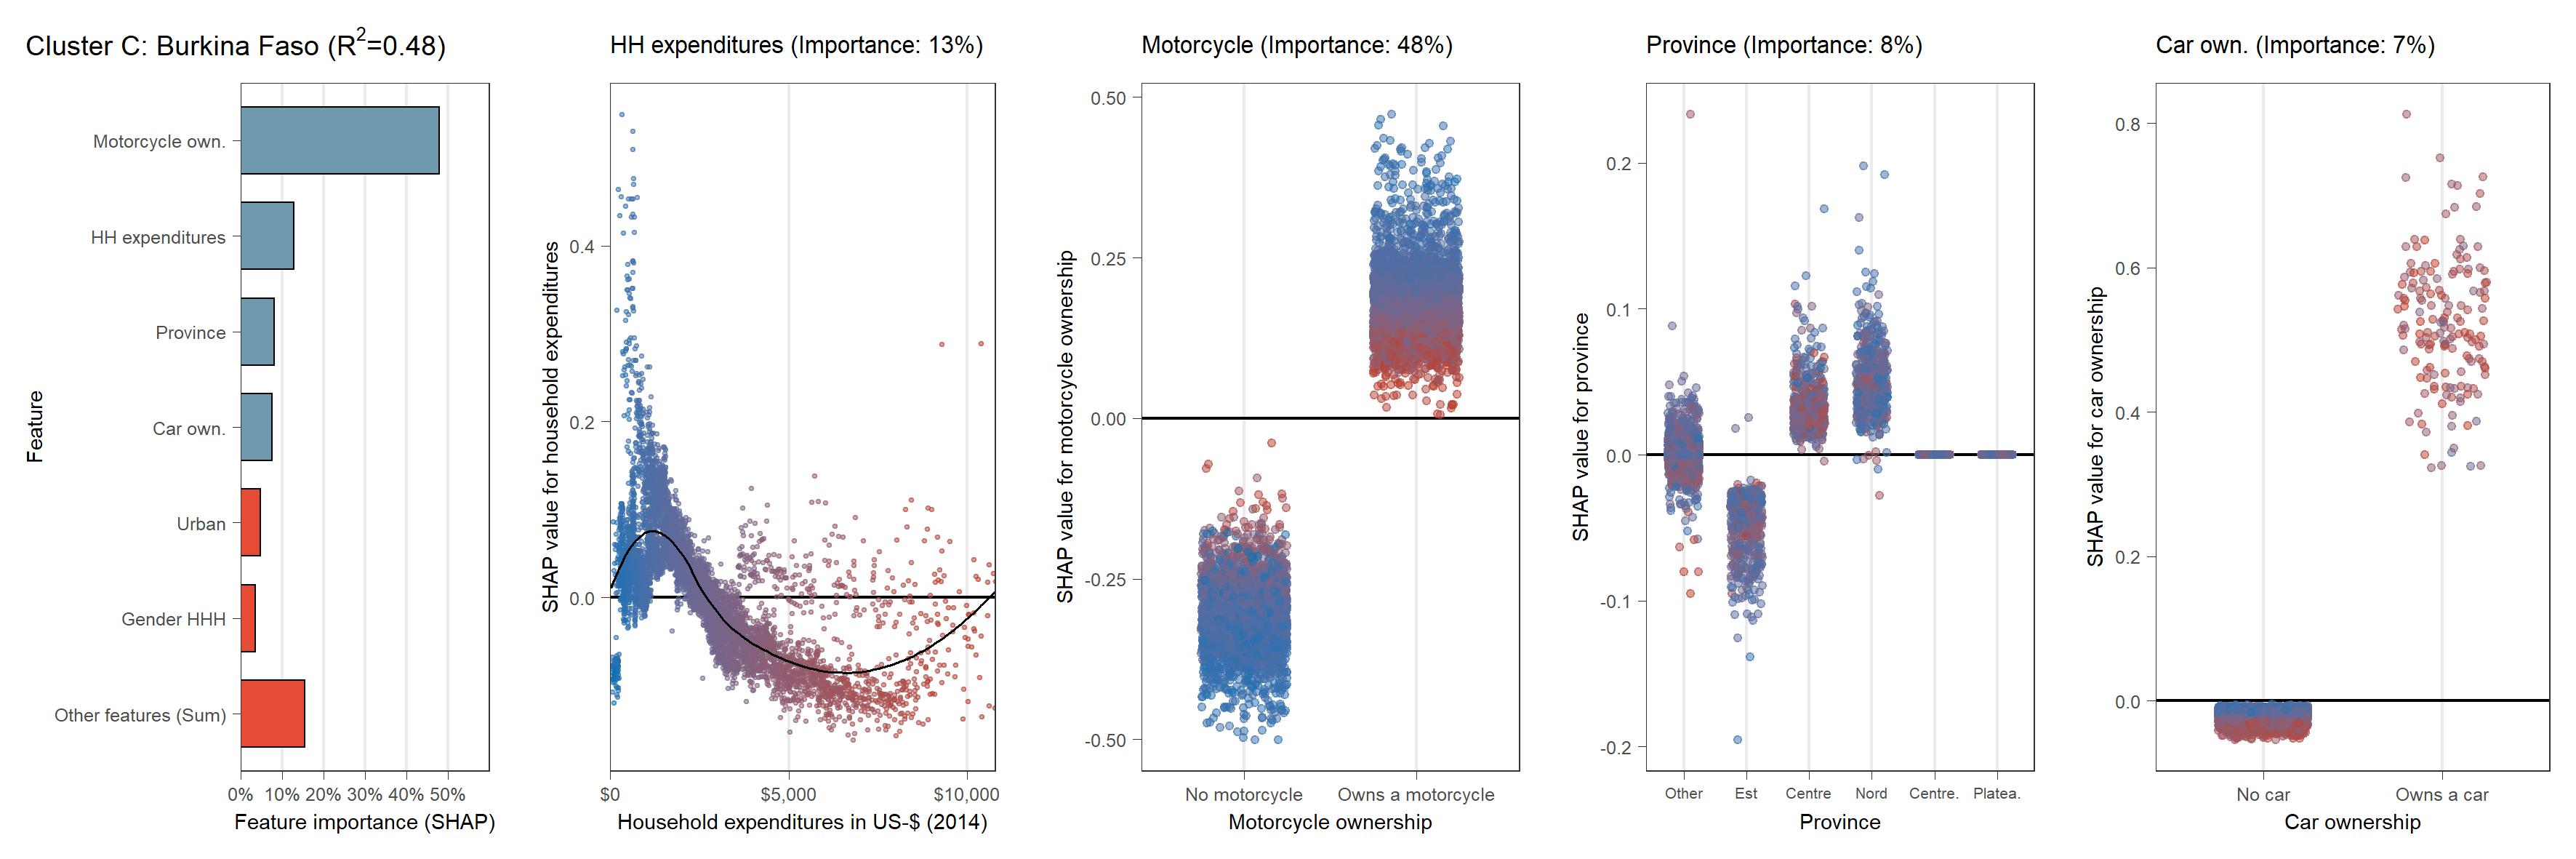 Cluster C: Burkina Faso (R2=0.48)
Feature
Motorcycle own.
HH expenditures
Province
Car own.
Urban
Gender HHH
Other features (Sum)
0% 10% 20% 30% 40% 50%
Feature importance (SHAP)
HH expenditures (Importance: 13%)
SHAP value for household expenditures
0.4
0.2
0.0
$0 $5,000 $10,000
Household expenditures in US-$ (2014)
Motorcycle (Importance: 48%)
SHAP value for motorcycle ownership
0.50
0.25
0.00
-0.25
-0.50
No motorcycle Owns a motorcycle
Motorcycle ownership
Province (Importance: 8%)
SHAP value for province
0.2
0.1
0.0
-0.1
-0.2
Other Est Centre Nord Centre. Platea.
Province
Car own. (Importance: 7%)
SHAP value for car ownership
0.8
0.6
0.4
0.2
0.0
No car Owns a car
Car ownership